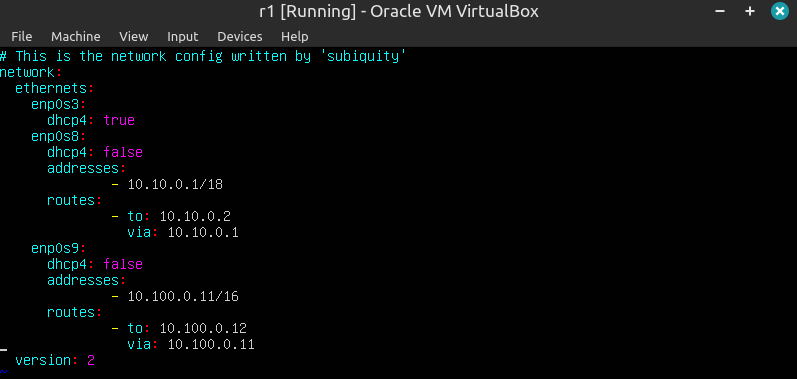 r1 [Running] - Oracle VM VirtualBox
File Machine View Input Devices Help
# This is the network config written by 'subiquity'
network:
  ethernets:
    enp0s3:
      dhcp4: true
    enp0s8:
      dhcp4: false
      addresses:
              - 10.10.0.1/18
      routes:
              - to: 10.10.0.2
                via: 10.10.0.1
    enp0s9:
      dhcp4: false
      addresses:
              - 10.100.0.11/16
      routes:
              - to: 10.100.0.12
                via: 10.100.0.11
  version: 2
~